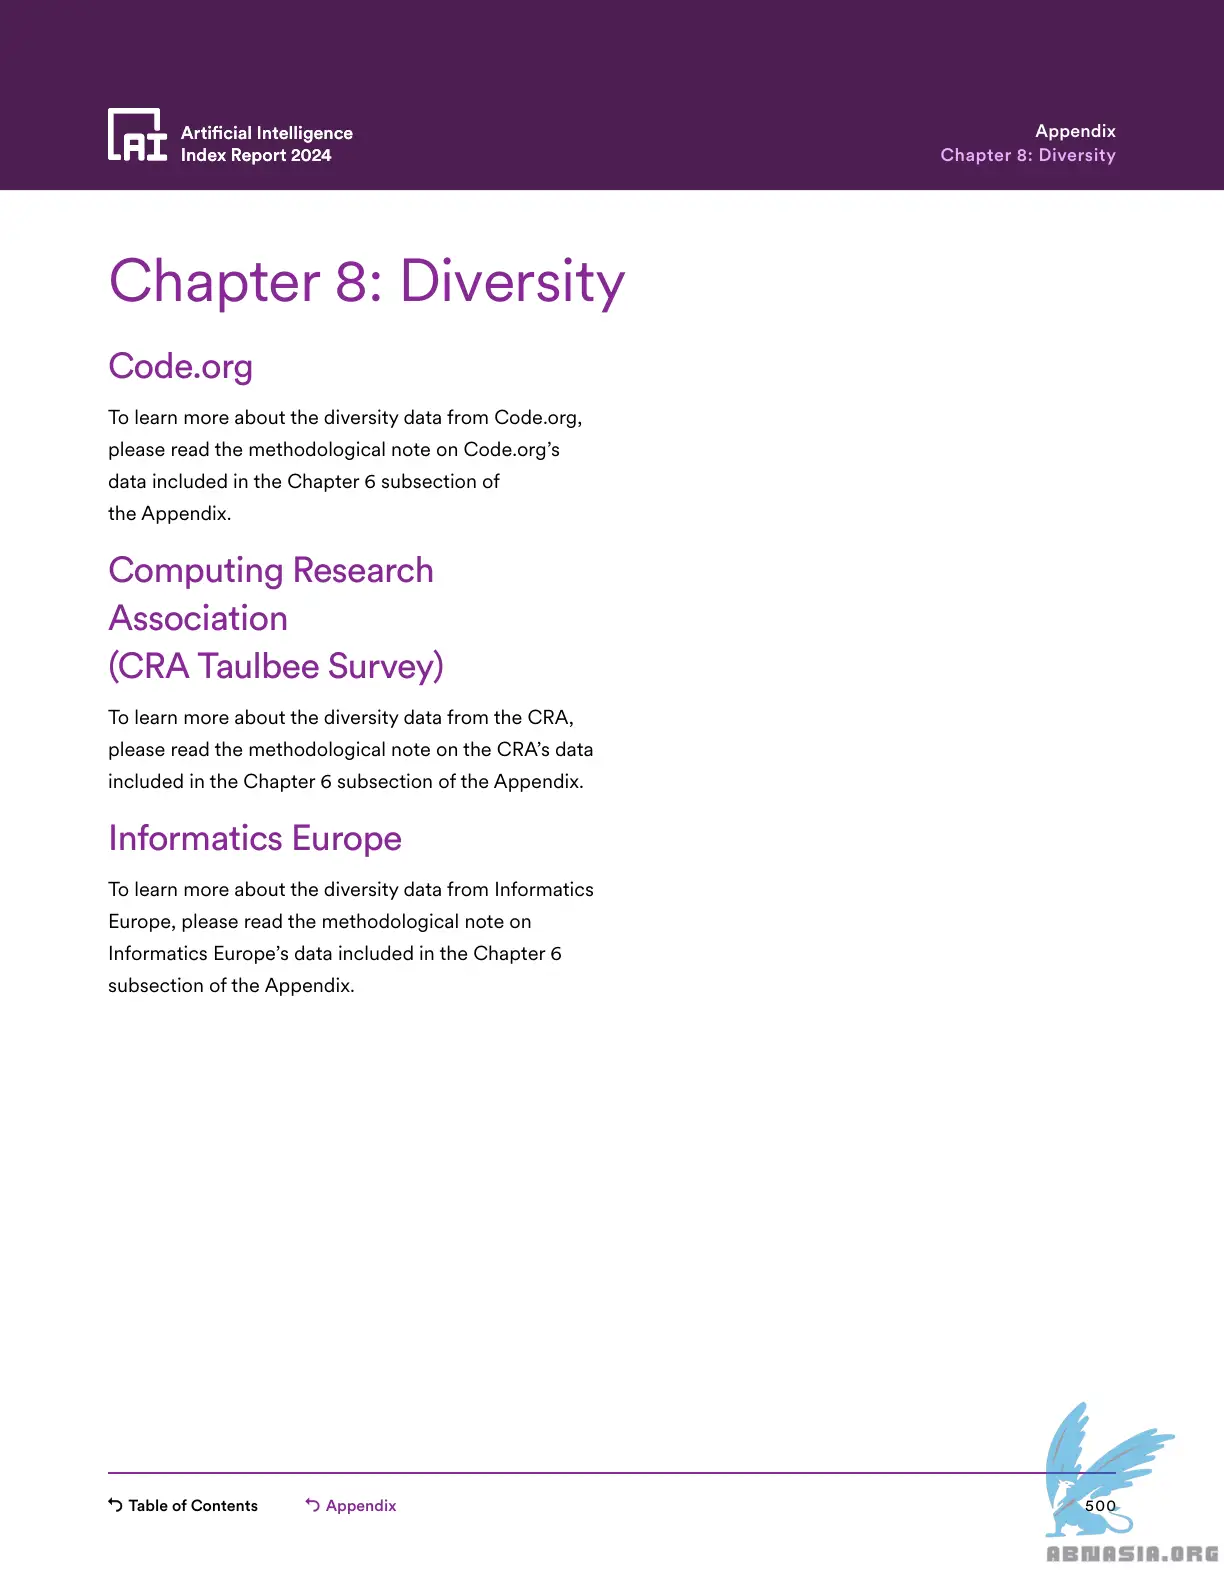 AI
Artificial Intelligence
Index Report 2024
Appendix
Chapter 8: Diversity
Chapter 8: Diversity
Code.org
To learn more about the diversity data from Code.org,
please read the methodological note on Code.org’s
data included in the Chapter 6 subsection of
the Appendix.
Computing Research
Association
(CRA Taulbee Survey)
To learn more about the diversity data from the CRA,
please read the methodological note on the CRA’s data
included in the Chapter 6 subsection of the Appendix.
Informatics Europe
To learn more about the diversity data from Informatics
Europe, please read the methodological note on
Informatics Europe’s data included in the Chapter 6
subsection of the Appendix.
Table of Contents
Appendix
500
ABNASIA.ORG